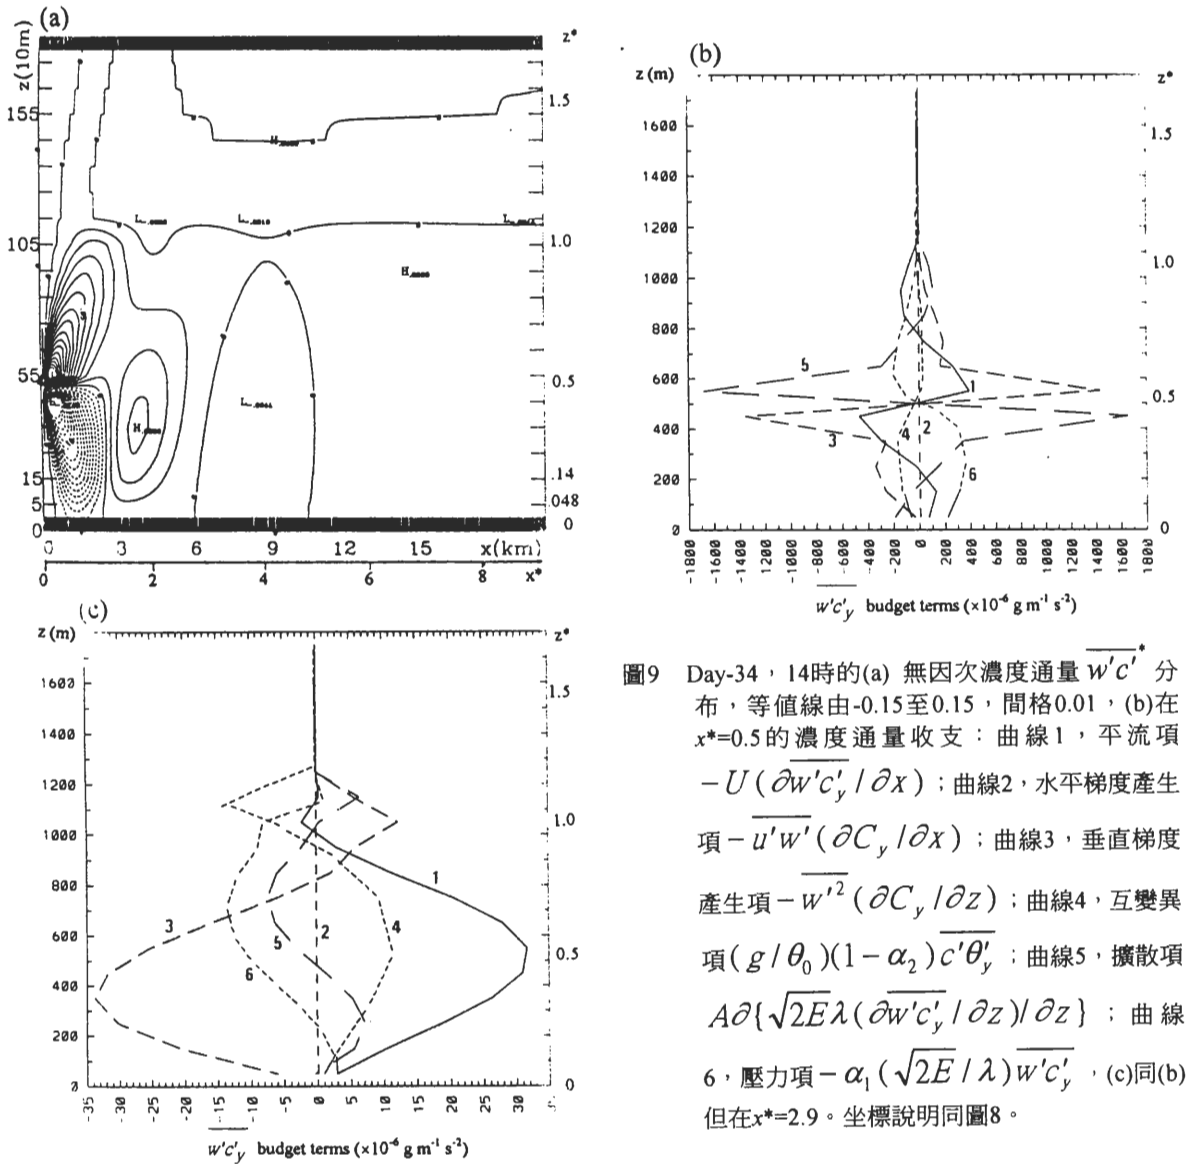 (a)
z(10m)
z*
155
1.5
105
1.0
55
0.5
15
.14
5
.048
0
0
0 3 6 9 12 15 x(km)
0 2 4 6 8 x*
(b)
z (m)
z*
1600
1.5
1400
1200
1000
1.0
800
600
0.5
400
200
0
0
5
1
3
4
2
6
-1800 -1600 -1400 -1200 -1000 -800 -600 -400 -200 0 200 400 600 800 1000 1200 1400 1600 1800
w'c'y budget terms (×10⁻⁶ g m⁻¹ s⁻²)
(c)
z (m)
z*
1600
1.5
1400
1200
1000
1.0
800
600
0.5
400
200
0
1
3
2
4
5
6
-35 -30 -25 -20 -15 -10 -5 0 5 10 15 20 25 30
w'c'y budget terms (×10⁻⁶ g m⁻¹ s⁻²)
圖9 Day-34，14時的(a) 無因次濃度通量 w'c'* 分
布，等值線由-0.15至0.15，間格0.01，(b)在
x*=0.5的濃度通量收支：曲線1，平流項
−U(∂w'c'y/∂x)；曲線2，水平梯度產生
項−u'w'(∂Cy/∂x)；曲線3，垂直梯度
產生項−w'²(∂Cy/∂z)；曲線4，互變異
項(g/θ₀)(1−α₂)c'θ'y；曲線5，擴散項
A∂{√2Eλ(∂w'c'y/∂z)/∂z}；曲線
6，壓力項−α₁(√2E/λ)w'c'y，(c)同(b)
但在x*=2.9。坐標說明同圖8。